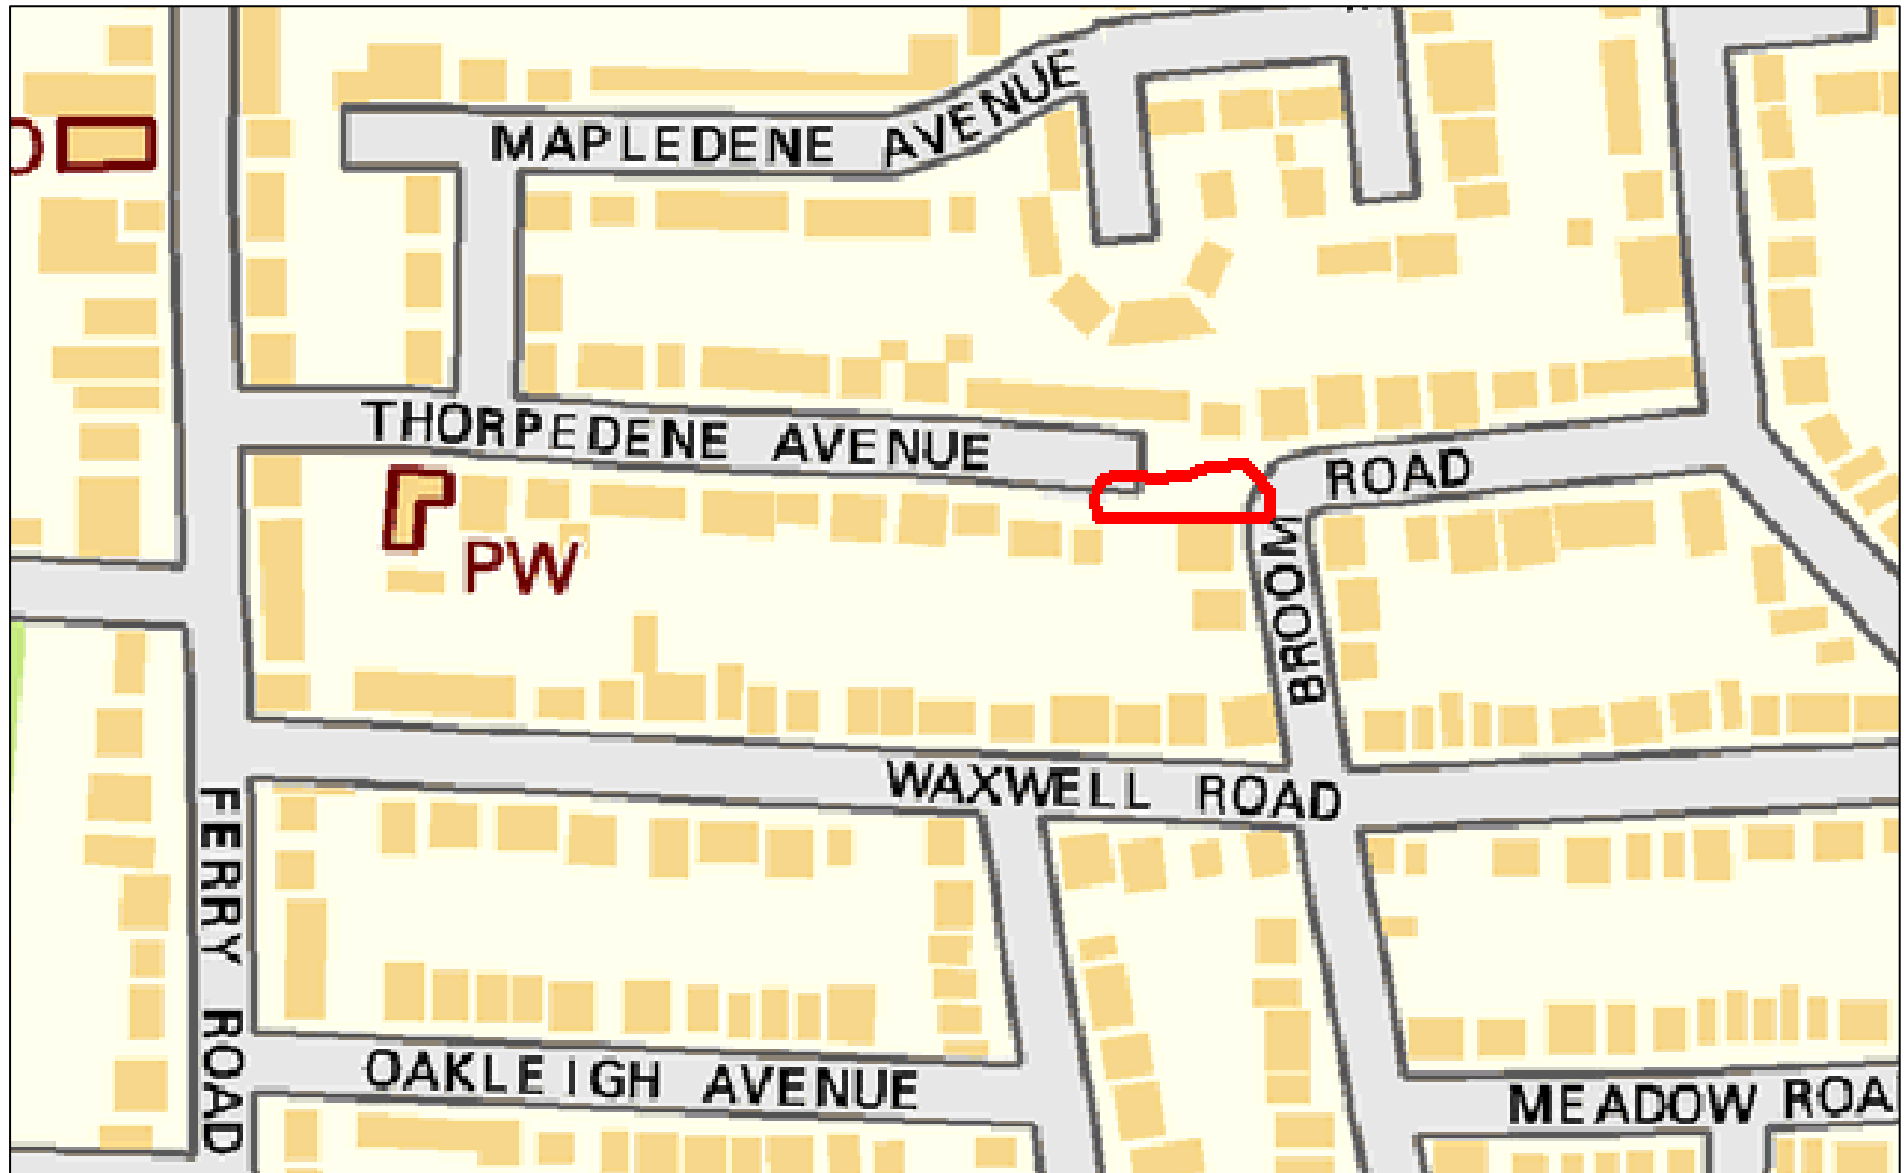 MAPLEDENE AVENUE
THORPEDENE AVENUE
ROAD
PW
BROOM
WAXWELL ROAD
FERRY ROAD
OAKLEIGH AVENUE
MEADOW ROA